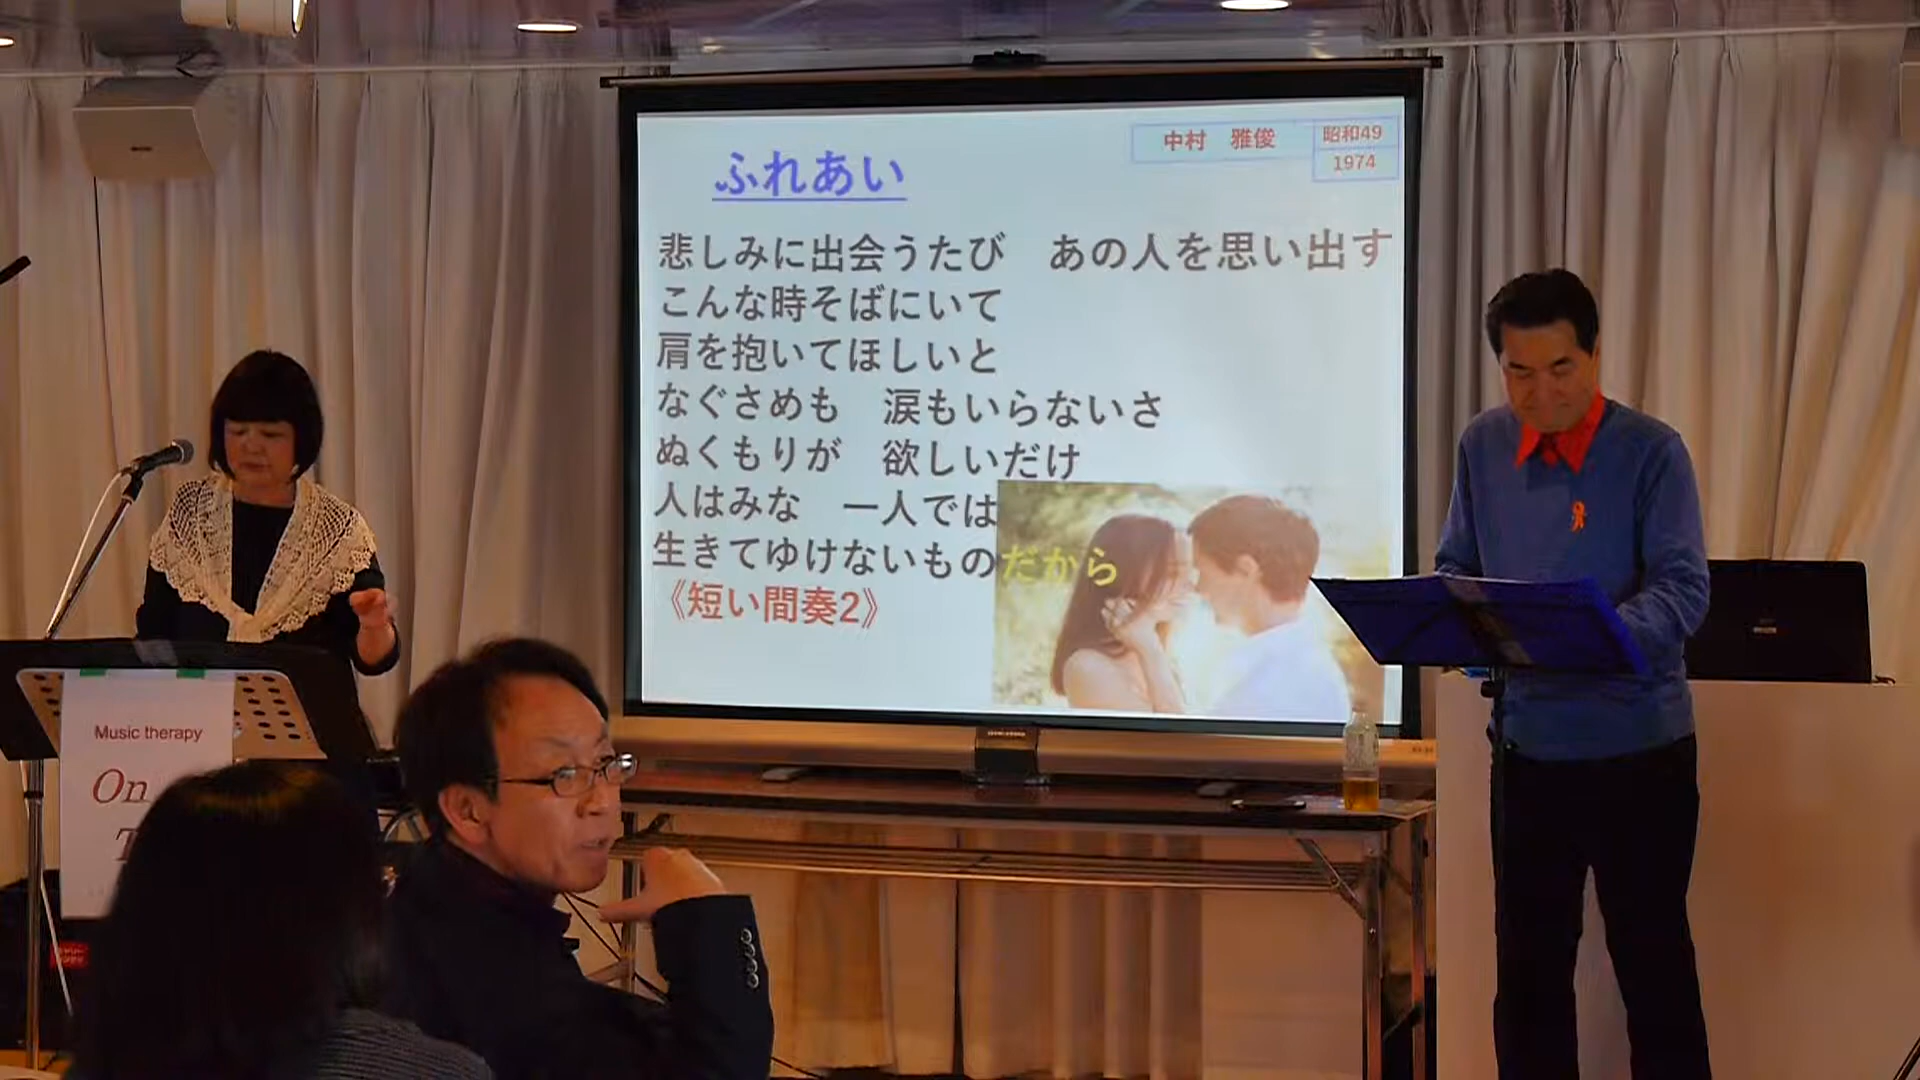 ふれあい
中村　雅俊
昭和49
1974
悲しみに出会うたび　あの人を思い出す
こんな時そばにいて
肩を抱いてほしいと
なぐさめも　涙もいらないさ
ぬくもりが　欲しいだけ
人はみな　一人では
生きてゆけないものだから
《短い間奏2》
Music therapy
On
T